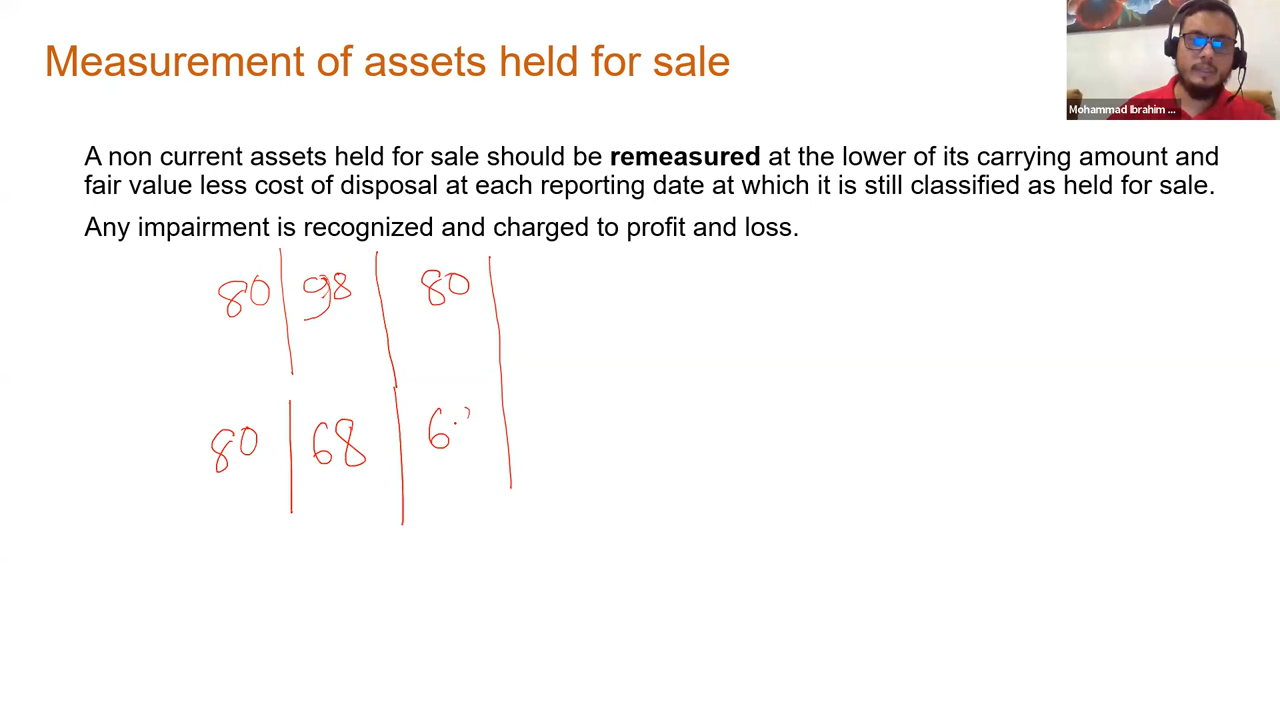 Measurement of assets held for sale
Mohammad Ibrahim ...
A non current assets held for sale should be remeasured at the lower of its carrying amount and
fair value less cost of disposal at each reporting date at which it is still classified as held for sale.
Any impairment is recognized and charged to profit and loss.
80 98 80
80 68 6